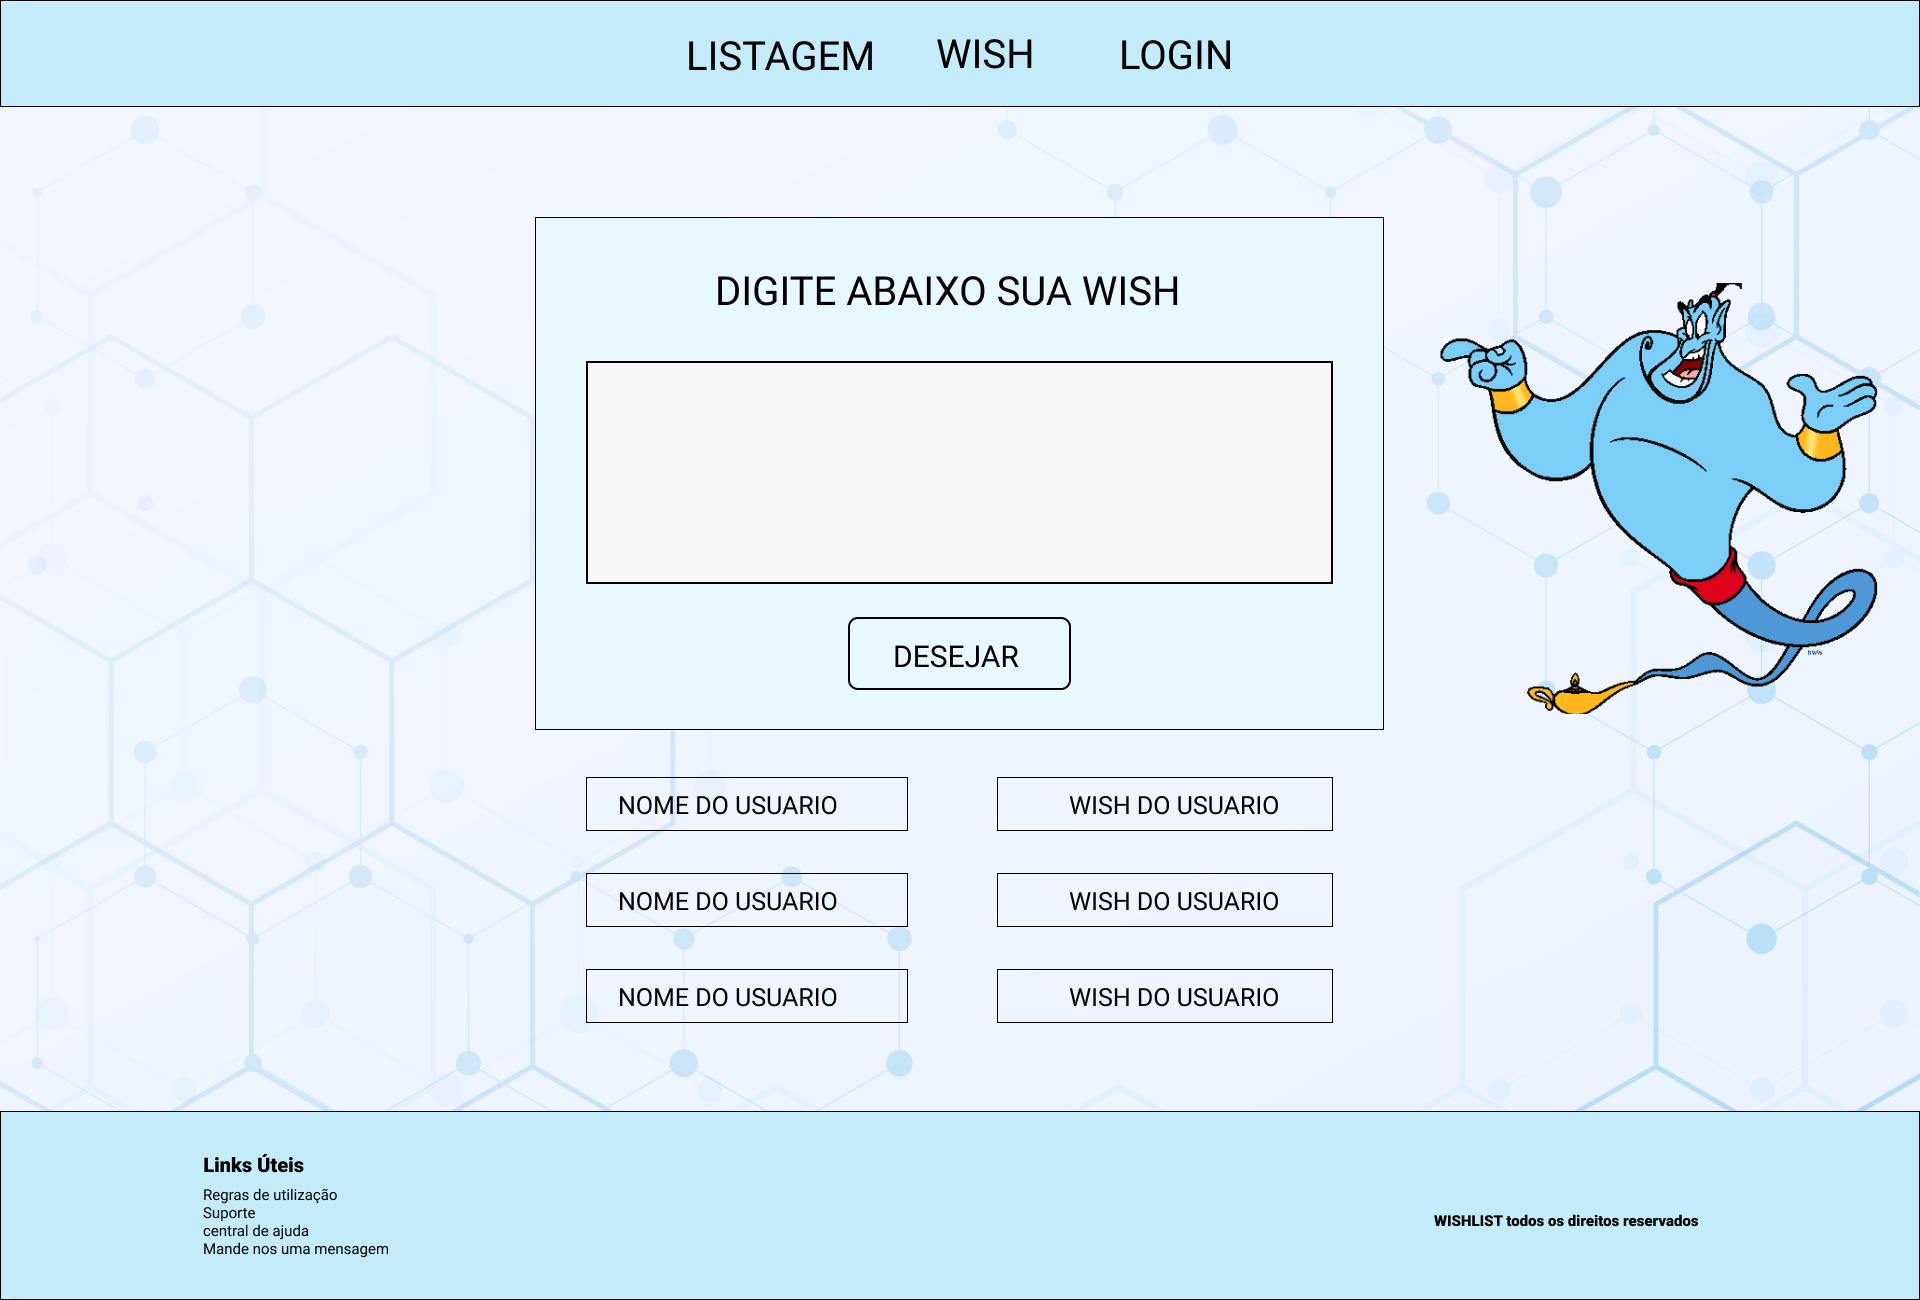 LISTAGEM WISH LOGIN
DIGITE ABAIXO SUA WISH
DESEJAR
NOME DO USUARIO WISH DO USUARIO
NOME DO USUARIO WISH DO USUARIO
NOME DO USUARIO WISH DO USUARIO
Links Úteis
Regras de utilização
Suporte
central de ajuda
Mande nos uma mensagem
WISHLIST todos os direitos reservados